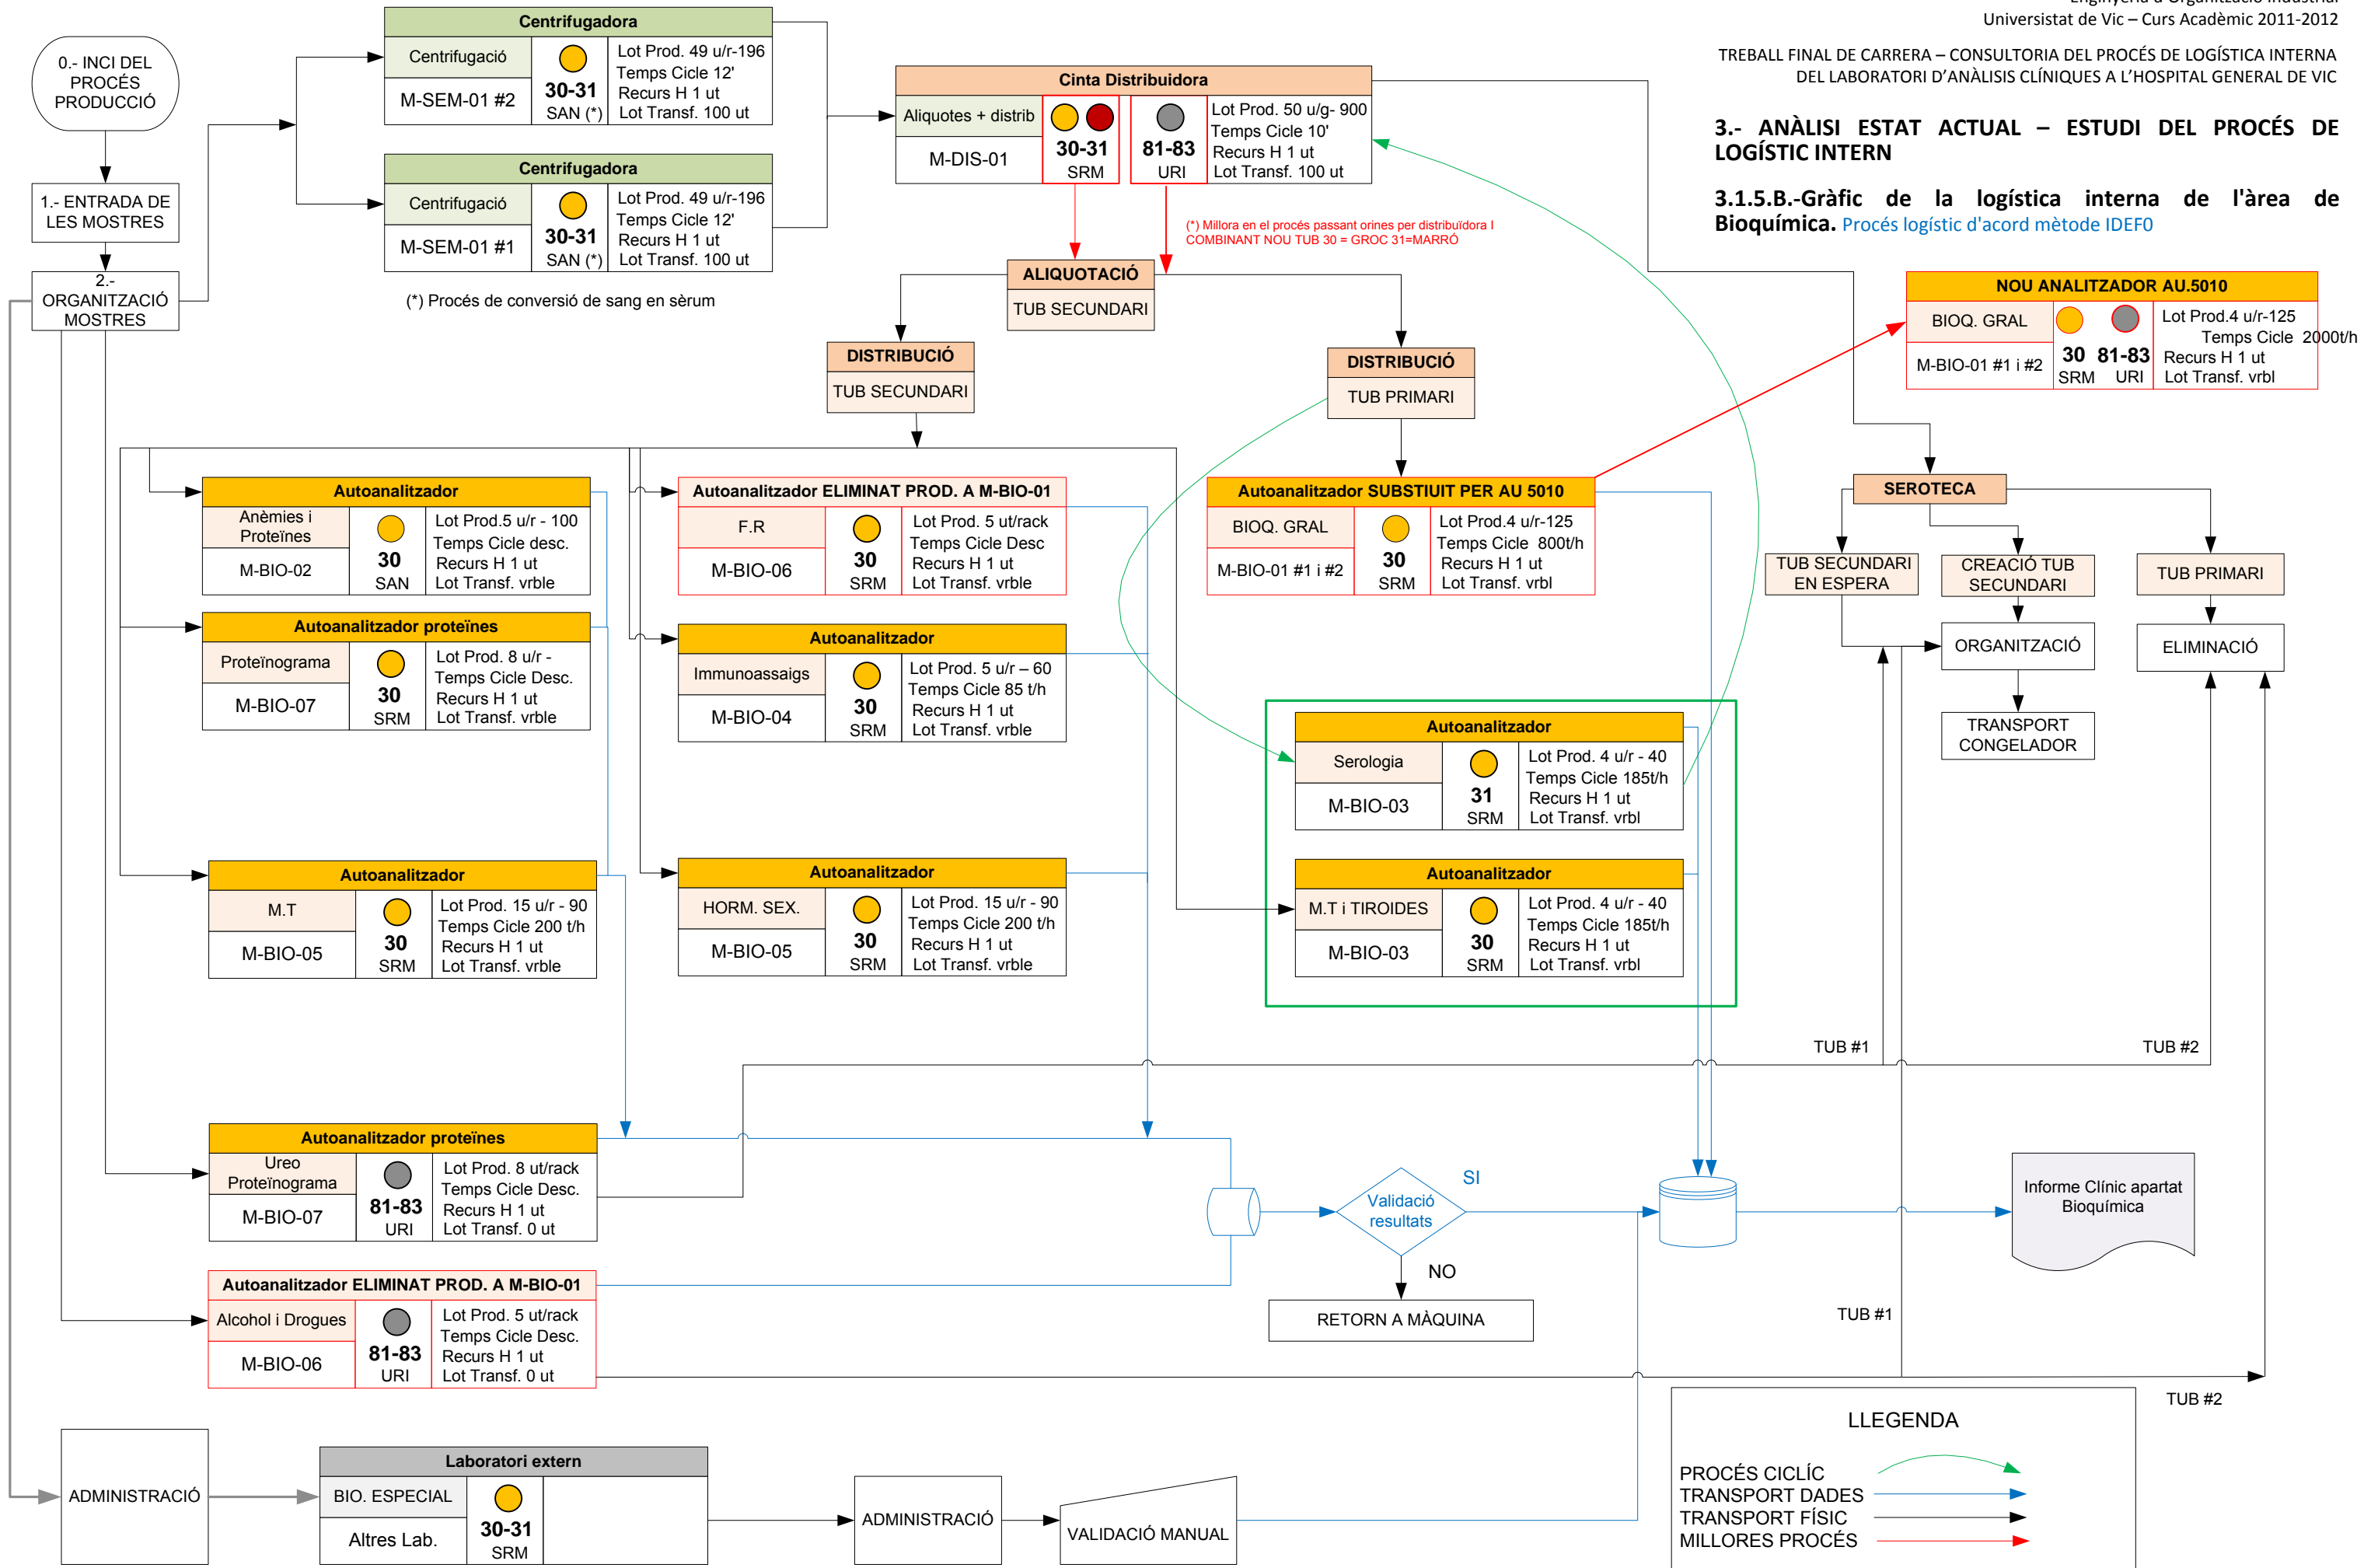 Universistat de Vic – Curs Acadèmic 2011-2012
TREBALL FINAL DE CARRERA – CONSULTORIA DEL PROCÉS DE LOGÍSTICA INTERNA
DEL LABORATORI D'ANÀLISIS CLÍNIQUES A L'HOSPITAL GENERAL DE VIC
3.- ANÀLISI ESTAT ACTUAL – ESTUDI DEL PROCÉS DE
LOGÍSTIC INTERN
3.1.5.B.-Gràfic de la logística interna de l'àrea de
Bioquímica. Procés logístic d'acord mètode IDEF0
0.- INCI DEL
PROCÉS
PRODUCCIÓ
1.- ENTRADA DE
LES MOSTRES
2.-
ORGANITZACIÓ
MOSTRES
Centrifugadora
Centrifugació
M-SEM-01 #2
30-31
SAN (*)
Lot Prod. 49 u/r-196
Temps Cicle 12'
Recurs H 1 ut
Lot Transf. 100 ut
Centrifugadora
Centrifugació
M-SEM-01 #1
30-31
SAN (*)
Lot Prod. 49 u/r-196
Temps Cicle 12'
Recurs H 1 ut
Lot Transf. 100 ut
(*) Procés de conversió de sang en sèrum
Cinta Distribuidora
Aliquotes + distrib
M-DIS-01
30-31
SRM
81-83
URI
Lot Prod. 50 u/g- 900
Temps Cicle 10'
Recurs H 1 ut
Lot Transf. 100 ut
(*) Millora en el procés passant orines per distribuïdora I
COMBINANT NOU TUB 30 = GROC 31=MARRÓ
ALIQUOTACIÓ
TUB SECUNDARI
DISTRIBUCIÓ
TUB SECUNDARI
DISTRIBUCIÓ
TUB PRIMARI
NOU ANALITZADOR AU.5010
BIOQ. GRAL
M-BIO-01 #1 i #2
30
SRM
81-83
URI
Lot Prod.4 u/r-125
Temps Cicle 2000t/h
Recurs H 1 ut
Lot Transf. vrbl
Autoanalitzador
Anèmies i
Proteïnes
M-BIO-02
30
SAN
Lot Prod.5 u/r - 100
Temps Cicle desc.
Recurs H 1 ut
Lot Transf. vrble
Autoanalitzador ELIMINAT PROD. A M-BIO-01
F.R
M-BIO-06
30
SRM
Lot Prod. 5 ut/rack
Temps Cicle Desc
Recurs H 1 ut
Lot Transf. vrble
Autoanalitzador SUBSTIUIT PER AU 5010
BIOQ. GRAL
M-BIO-01 #1 i #2
30
SRM
Lot Prod.4 u/r-125
Temps Cicle 800t/h
Recurs H 1 ut
Lot Transf. vrbl
SEROTECA
TUB SECUNDARI
EN ESPERA
CREACIÓ TUB
SECUNDARI
TUB PRIMARI
ORGANITZACIÓ
ELIMINACIÓ
TRANSPORT
CONGELADOR
Autoanalitzador proteïnes
Proteïnograma
M-BIO-07
30
SRM
Lot Prod. 8 u/r -
Temps Cicle Desc.
Recurs H 1 ut
Lot Transf. vrble
Autoanalitzador
Immunoassaigs
M-BIO-04
30
SRM
Lot Prod. 5 u/r – 60
Temps Cicle 85 t/h
Recurs H 1 ut
Lot Transf. vrble
Autoanalitzador
Serologia
M-BIO-03
31
SRM
Lot Prod. 4 u/r - 40
Temps Cicle 185t/h
Recurs H 1 ut
Lot Transf. vrbl
Autoanalitzador
M.T
M-BIO-05
30
SRM
Lot Prod. 15 u/r - 90
Temps Cicle 200 t/h
Recurs H 1 ut
Lot Transf. vrble
Autoanalitzador
HORM. SEX.
M-BIO-05
30
SRM
Lot Prod. 15 u/r - 90
Temps Cicle 200 t/h
Recurs H 1 ut
Lot Transf. vrble
Autoanalitzador
M.T i TIROIDES
M-BIO-03
30
SRM
Lot Prod. 4 u/r - 40
Temps Cicle 185t/h
Recurs H 1 ut
Lot Transf. vrbl
TUB #1
TUB #2
Autoanalitzador proteïnes
Ureo
Proteïnograma
M-BIO-07
81-83
URI
Lot Prod. 8 ut/rack
Temps Cicle Desc.
Recurs H 1 ut
Lot Transf. 0 ut
Validació
resultats
SI
NO
RETORN A MÀQUINA
Informe Clínic apartat
Bioquímica
Autoanalitzador ELIMINAT PROD. A M-BIO-01
Alcohol i Drogues
M-BIO-06
81-83
URI
Lot Prod. 5 ut/rack
Temps Cicle Desc.
Recurs H 1 ut
Lot Transf. 0 ut
TUB #1
TUB #2
ADMINISTRACIÓ
Laboratori extern
BIO. ESPECIAL
Altres Lab.
30-31
SRM
ADMINISTRACIÓ
VALIDACIÓ MANUAL
LLEGENDA
PROCÉS CICLÍC
TRANSPORT DADES
TRANSPORT FÍSIC
MILLORES PROCÉS